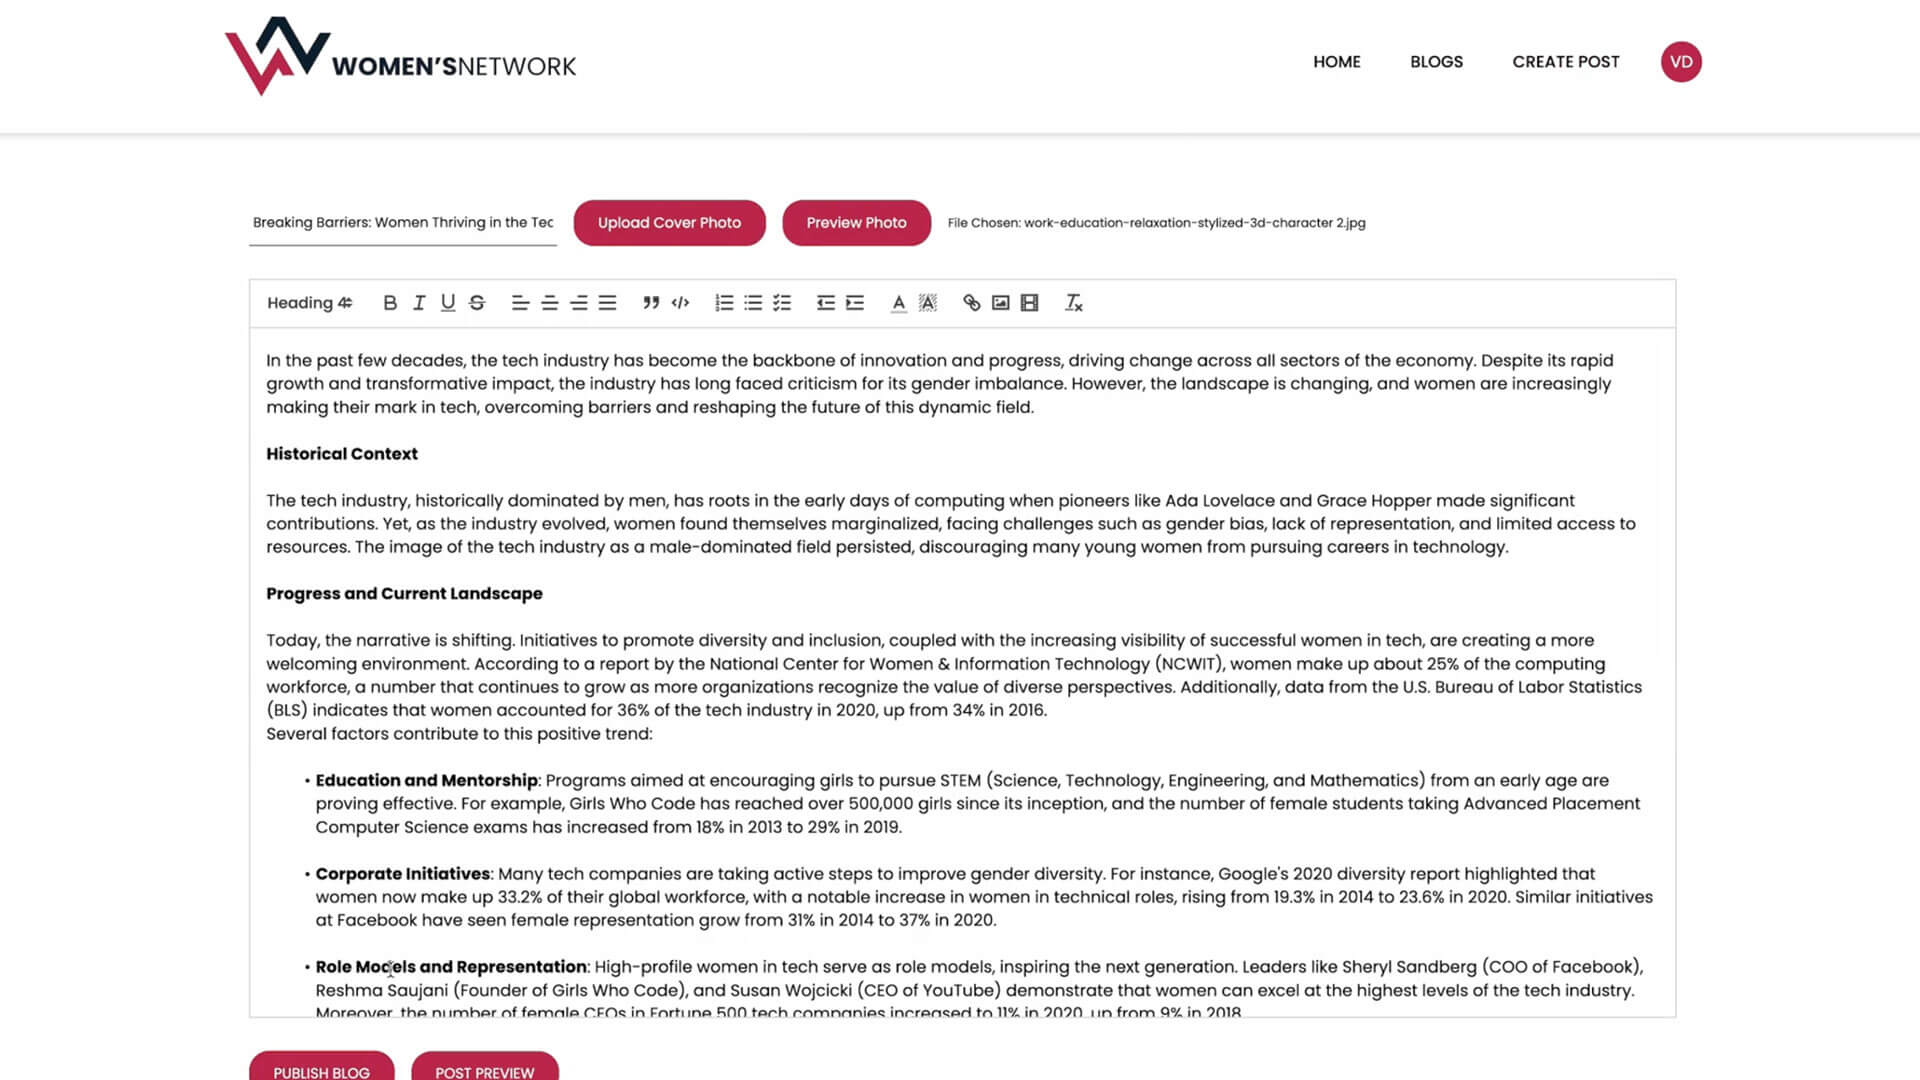 WOMEN'SNETWORK
HOME BLOGS CREATE POST VD
Breaking Barriers: Women Thriving in the Tec Upload Cover Photo Preview Photo File Chosen: work-education-relaxation-stylized-3d-character 2.jpg
Heading 4
In the past few decades, the tech industry has become the backbone of innovation and progress, driving change across all sectors of the economy. Despite its rapid
growth and transformative impact, the industry has long faced criticism for its gender imbalance. However, the landscape is changing, and women are increasingly
making their mark in tech, overcoming barriers and reshaping the future of this dynamic field.
Historical Context
The tech industry, historically dominated by men, has roots in the early days of computing when pioneers like Ada Lovelace and Grace Hopper made significant
contributions. Yet, as the industry evolved, women found themselves marginalized, facing challenges such as gender bias, lack of representation, and limited access to
resources. The image of the tech industry as a male-dominated field persisted, discouraging many young women from pursuing careers in technology.
Progress and Current Landscape
Today, the narrative is shifting. Initiatives to promote diversity and inclusion, coupled with the increasing visibility of successful women in tech, are creating a more
welcoming environment. According to a report by the National Center for Women & Information Technology (NCWIT), women make up about 25% of the computing
workforce, a number that continues to grow as more organizations recognize the value of diverse perspectives. Additionally, data from the U.S. Bureau of Labor Statistics
(BLS) indicates that women accounted for 36% of the tech industry in 2020, up from 34% in 2016.
Several factors contribute to this positive trend:
• Education and Mentorship: Programs aimed at encouraging girls to pursue STEM (Science, Technology, Engineering, and Mathematics) from an early age are
proving effective. For example, Girls Who Code has reached over 500,000 girls since its inception, and the number of female students taking Advanced Placement
Computer Science exams has increased from 18% in 2013 to 29% in 2019.
• Corporate Initiatives: Many tech companies are taking active steps to improve gender diversity. For instance, Google's 2020 diversity report highlighted that
women now make up 33.2% of their global workforce, with a notable increase in women in technical roles, rising from 19.3% in 2014 to 23.6% in 2020. Similar initiatives
at Facebook have seen female representation grow from 31% in 2014 to 37% in 2020.
• Role Models and Representation: High-profile women in tech serve as role models, inspiring the next generation. Leaders like Sheryl Sandberg (COO of Facebook),
Reshma Saujani (Founder of Girls Who Code), and Susan Wojcicki (CEO of YouTube) demonstrate that women can excel at the highest levels of the tech industry.
Moreover, the number of female CEOs in Fortune 500 tech companies increased to 11% in 2020, up from 9% in 2018.
PUBLISH BLOG POST PREVIEW